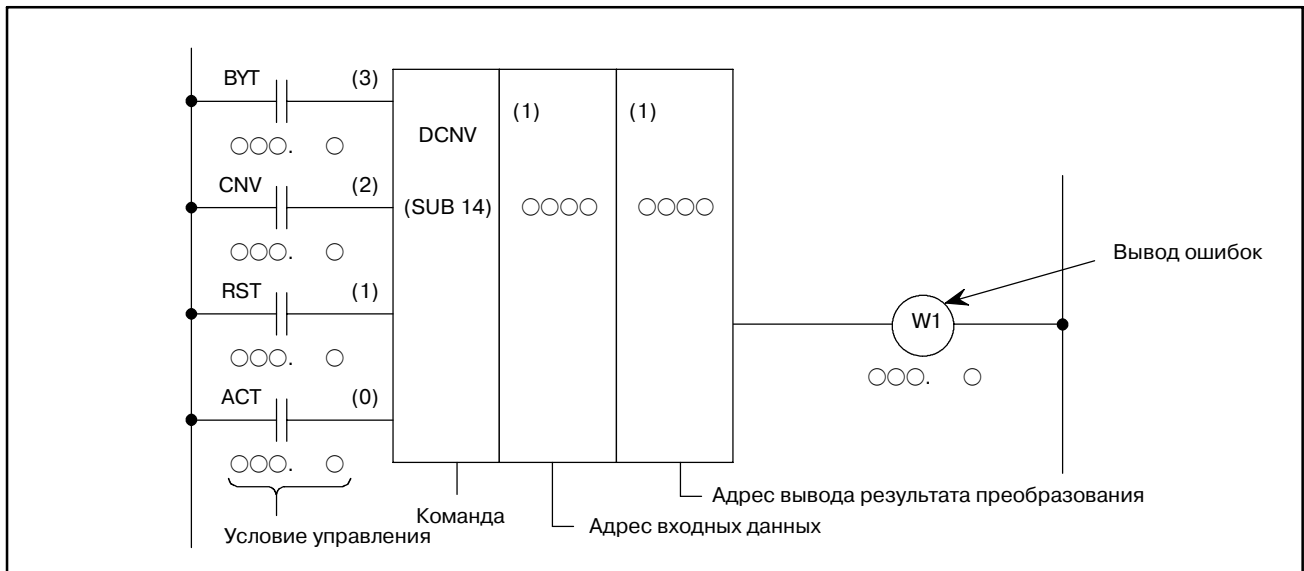 BYT (3)
○○○. ○
CNV (2)
○○○. ○
RST (1)
○○○. ○
ACT (0)
○○○. ○
DCNV
(SUB 14)
(1)
○○○○
(1)
○○○○
W1
○○○. ○
Вывод ошибок
Адрес вывода результата преобразования
Команда
Адрес входных данных
Условие управления